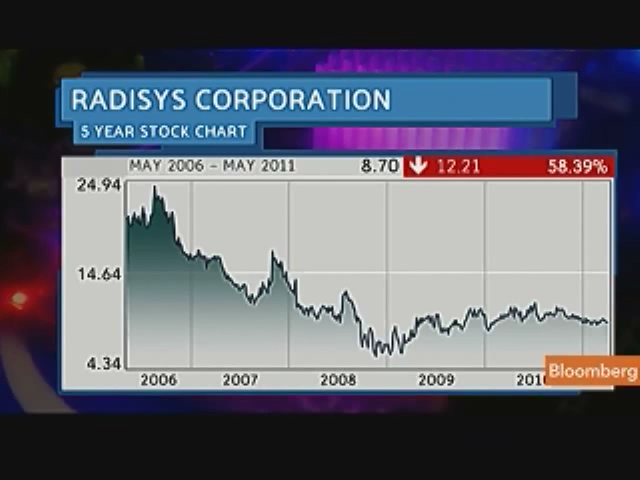 RADISYS CORPORATION
5 YEAR STOCK CHART
MAY 2006 - MAY 2011 8.70 12.21 58.39%
24.94
14.64
4.34
2006 2007 2008 2009 201
Bloomberg